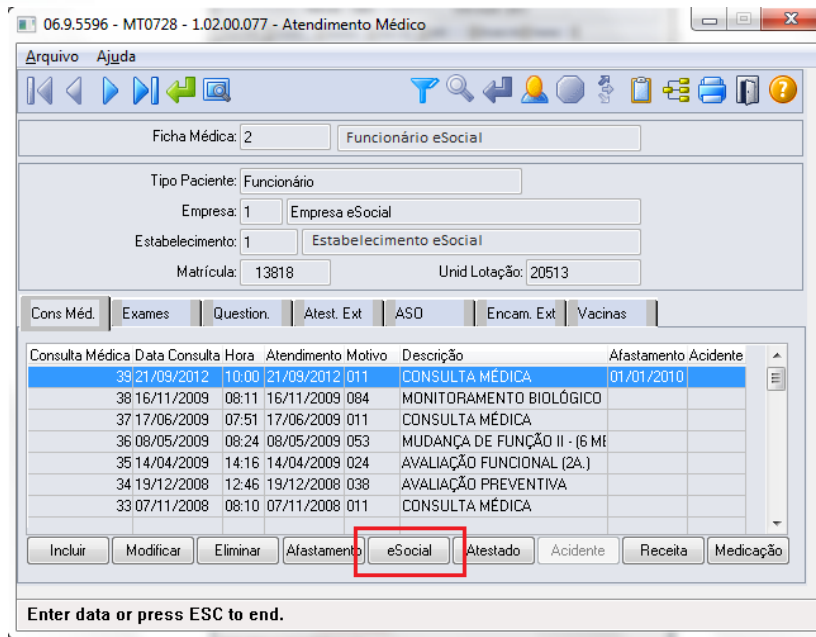 06.9.5596 - MT0728 - 1.02.00.077 - Atendimento Médico
Arquivo Ajuda
Ficha Médica: 2 Funcionário eSocial
Tipo Paciente: Funcionário
Empresa: 1 Empresa eSocial
Estabelecimento: 1 Estabelecimento eSocial
Matrícula: 13818 Unid Lotação: 20513
Cons Méd. Exames Question. Atest. Ext ASO Encam. Ext Vacinas
Consulta Médica Data Consulta Hora Atendimento Motivo Descrição Afastamento Acidente
39 21/09/2012 10:00 21/09/2012 011 CONSULTA MÉDICA 01/01/2010
38 16/11/2009 08:11 16/11/2009 084 MONITORAMENTO BIOLÓGICO
37 17/06/2009 07:51 17/06/2009 011 CONSULTA MÉDICA
36 08/05/2009 08:24 08/05/2009 053 MUDANÇA DE FUNÇÃO II - (6 ME
35 14/04/2009 14:16 14/04/2009 024 AVALIAÇÃO FUNCIONAL (2A.)
34 19/12/2008 12:46 19/12/2008 038 AVALIAÇÃO PREVENTIVA
33 07/11/2008 08:10 07/11/2008 011 CONSULTA MÉDICA
Incluir Modificar Eliminar Afastamento eSocial Atestado Acidente Receita Medicação
Enter data or press ESC to end.